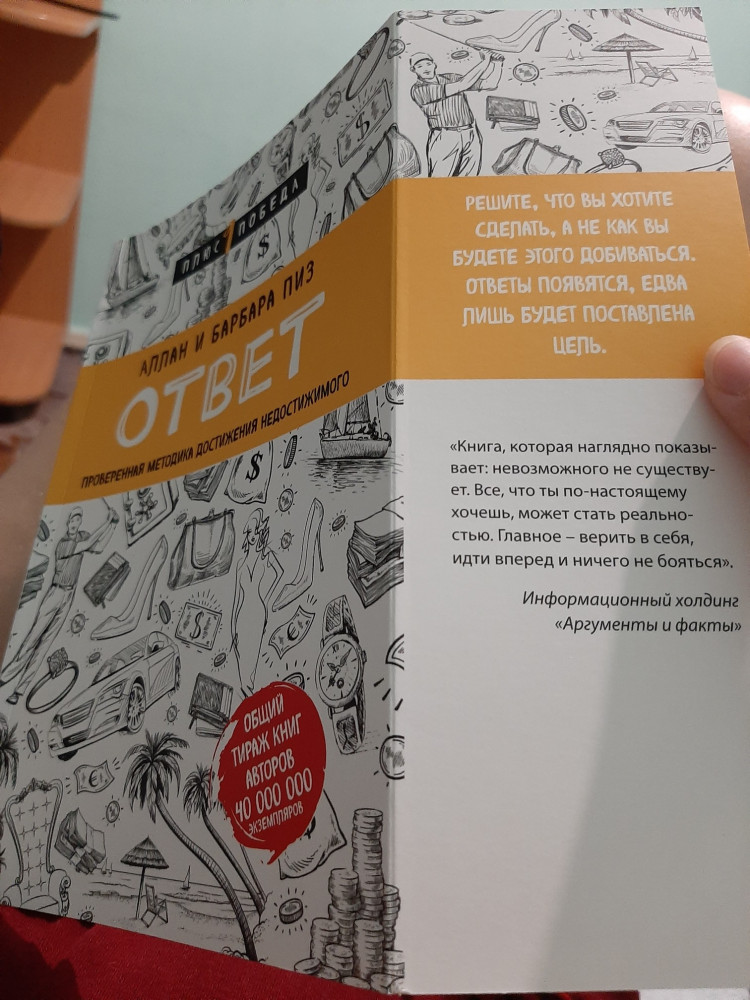 ПЛЮС ПОБЕДА
АЛЛАН И БАРБАРА ПИЗ
ОТВЕТ
ПРОВЕРЕННАЯ МЕТОДИКА ДОСТИЖЕНИЯ НЕДОСТИЖИМОГО
ОБЩИЙ
ТИРАЖ КНИГ
АВТОРОВ
40 000 000
ЭКЗЕМПЛЯРОВ
РЕШИТЕ, ЧТО ВЫ ХОТИТЕ
СДЕЛАТЬ, А НЕ КАК ВЫ
БУДЕТЕ ЭТОГО ДОБИВАТЬСЯ.
ОТВЕТЫ ПОЯВЯТСЯ, ЕДВА
ЛИШЬ БУДЕТ ПОСТАВЛЕНА
ЦЕЛЬ.
«Книга, которая наглядно показы-
вает: невозможного не существу-
ет. Все, что ты по-настоящему
хочешь, может стать реально-
стью. Главное – верить в себя,
идти вперед и ничего не бояться».
Информационный холдинг
«Аргументы и факты»